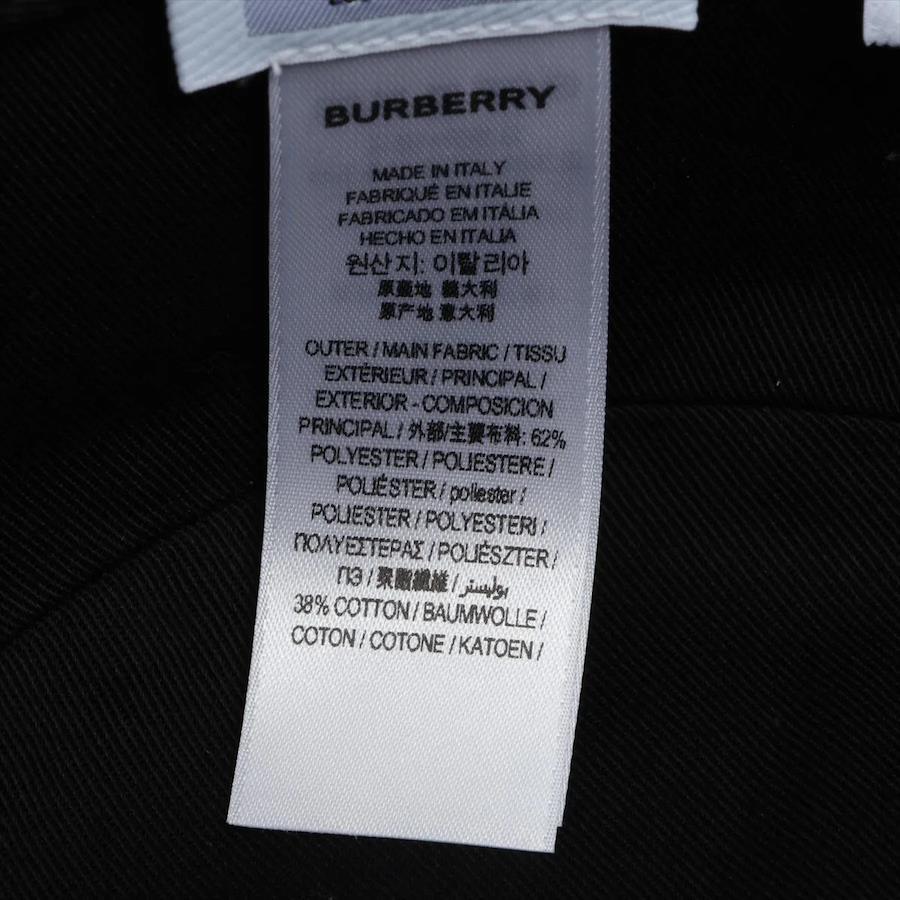 BURBERRY
MADE IN ITALY
FABRIQUÉ EN ITALIE
FABRICADO EM ITÁLIA
HECHO EN ITALIA
원산지: 이탈리아
原產地 義大利
原产地 意大利
OUTER / MAIN FABRIC / TISSU
EXTÉRIEUR / PRINCIPAL /
EXTERIOR - COMPOSICION
PRINCIPAL / 外部/主要布料: 62%
POLYESTER / POLIESTERE /
POLIÉSTER / poliester /
POLIESTER / POLYESTERI /
ΠΟΛΥΕΣΤΕΡΑΣ / POLIÉSZTER /
ПЭ / 聚酯纖維 / بوليستر /
38% COTTON / BAUMWOLLE /
COTON / COTONE / KATOEN /